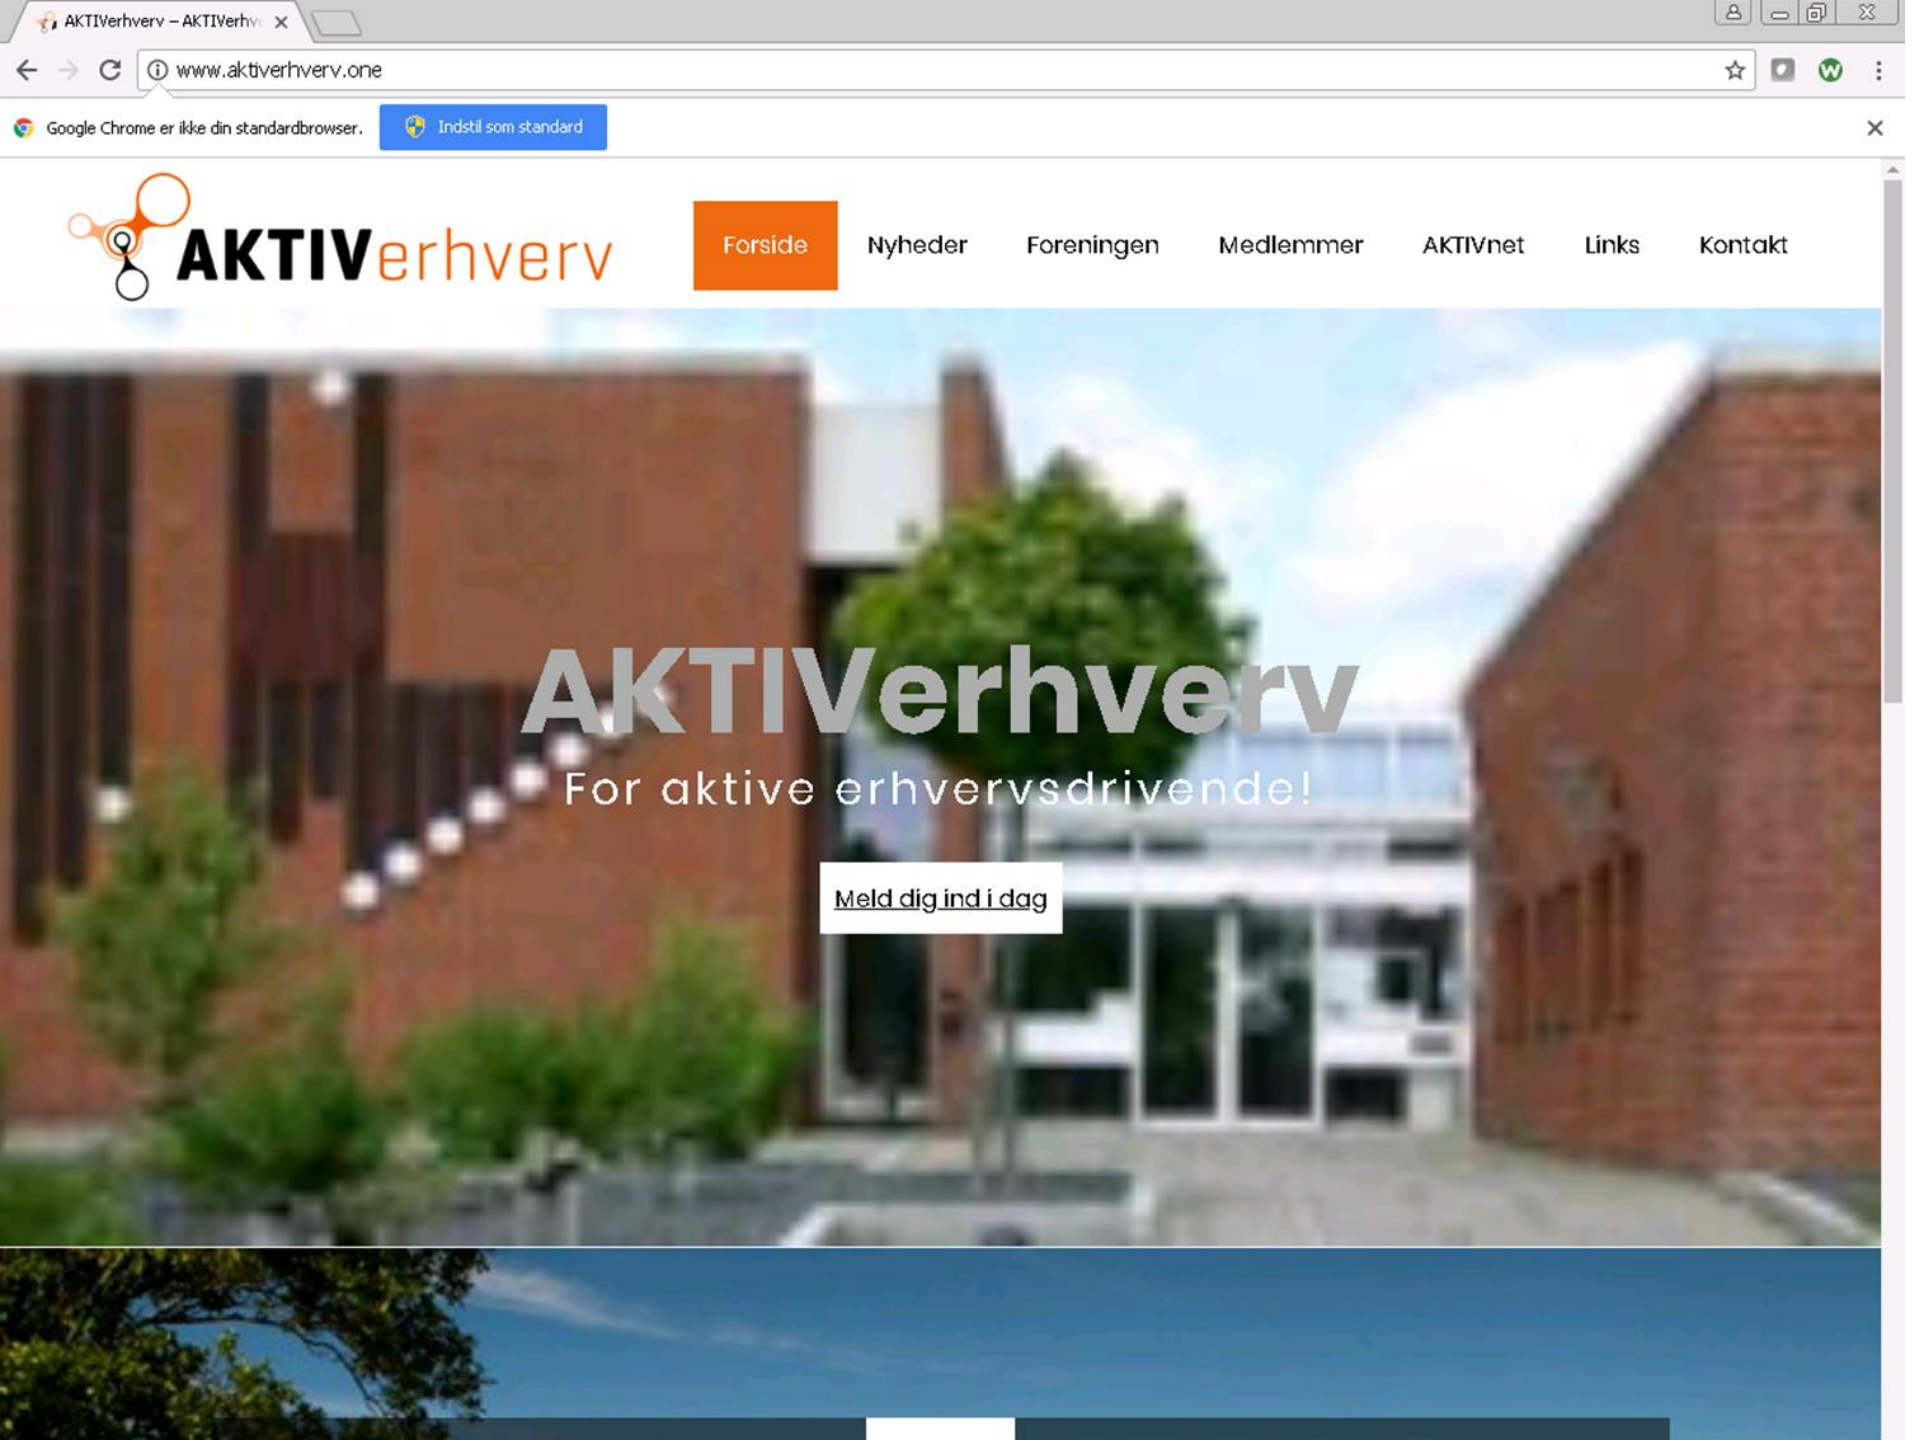 AKTIVerhverv – AKTIVerhv
www.aktiverhverv.one
Google Chrome er ikke din standardbrowser. Indstil som standard
AKTIVerhverv
Forside Nyheder Foreningen Medlemmer AKTIVnet Links Kontakt
AKTIVerhverv
For aktive erhvervsdrivende!
Meld dig ind i dag